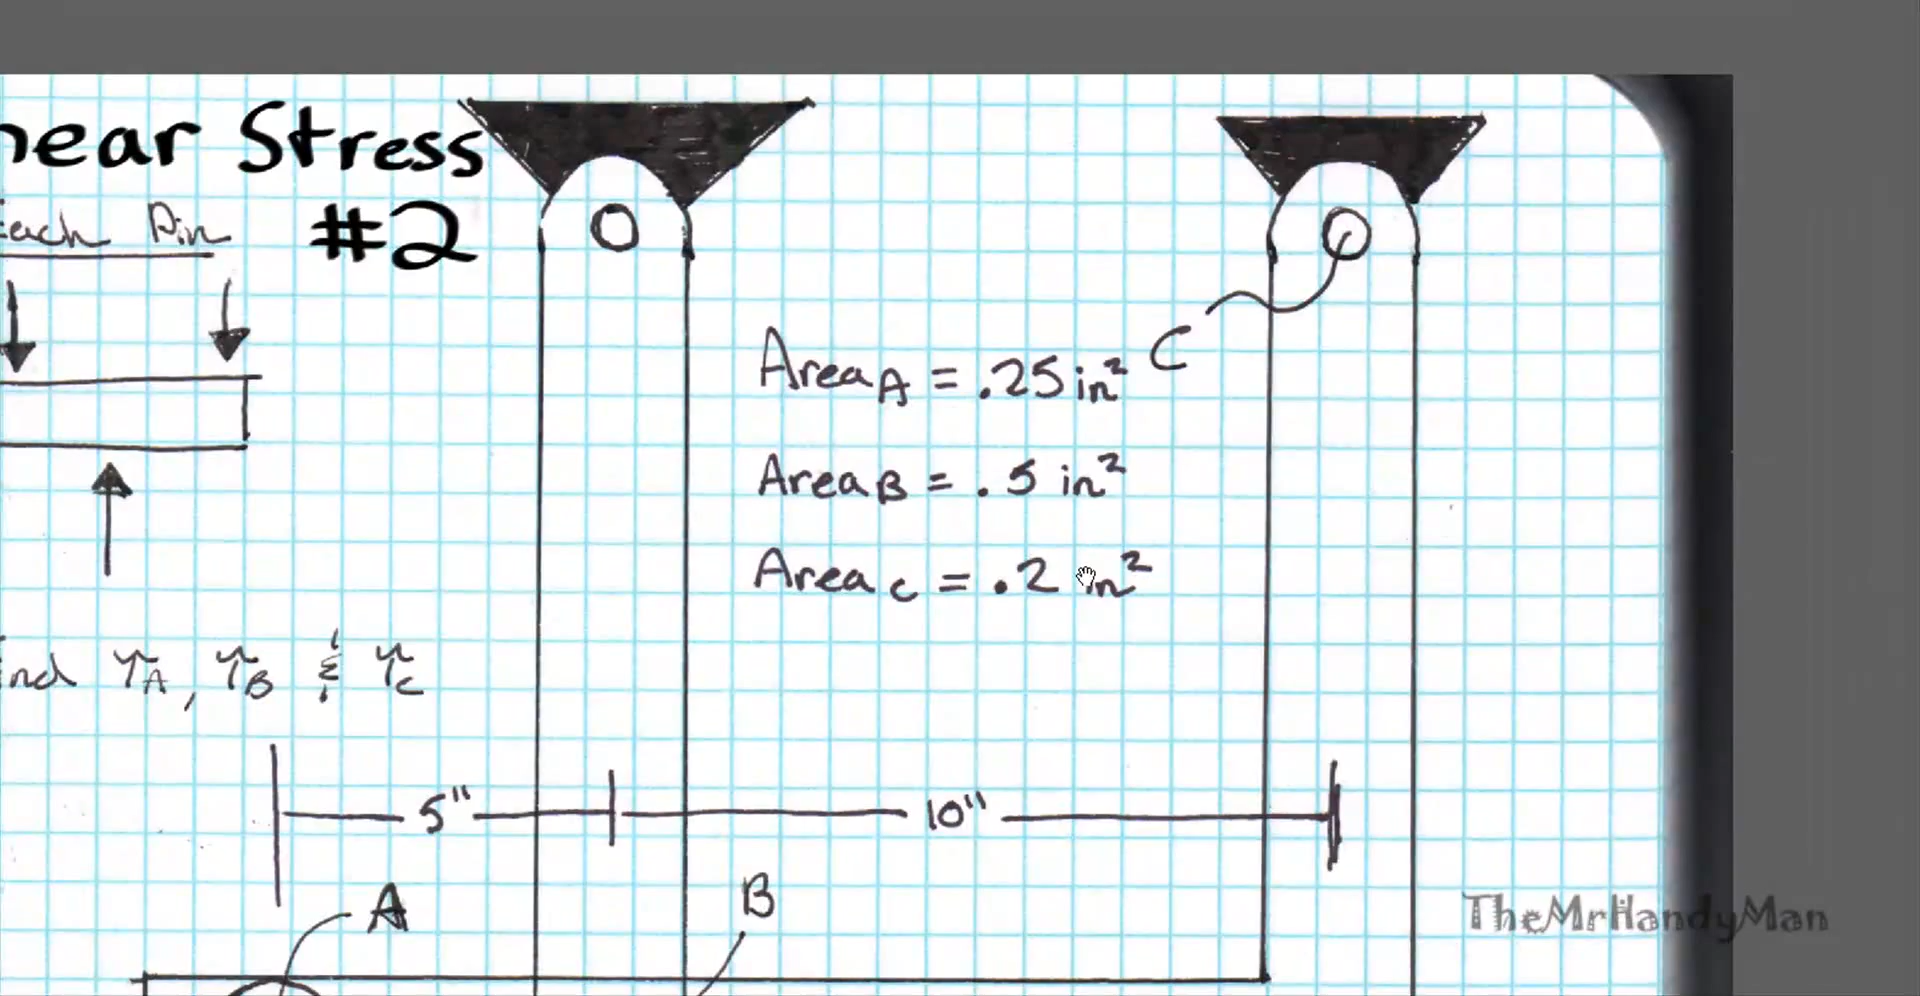 hear Stress
#2
Each Pin
Area A = .25 in²
C
Area B = .5 in²
Area C = .2 in²
ind τA, τB & τC
5"
10"
A
B
TheMrHandyMan